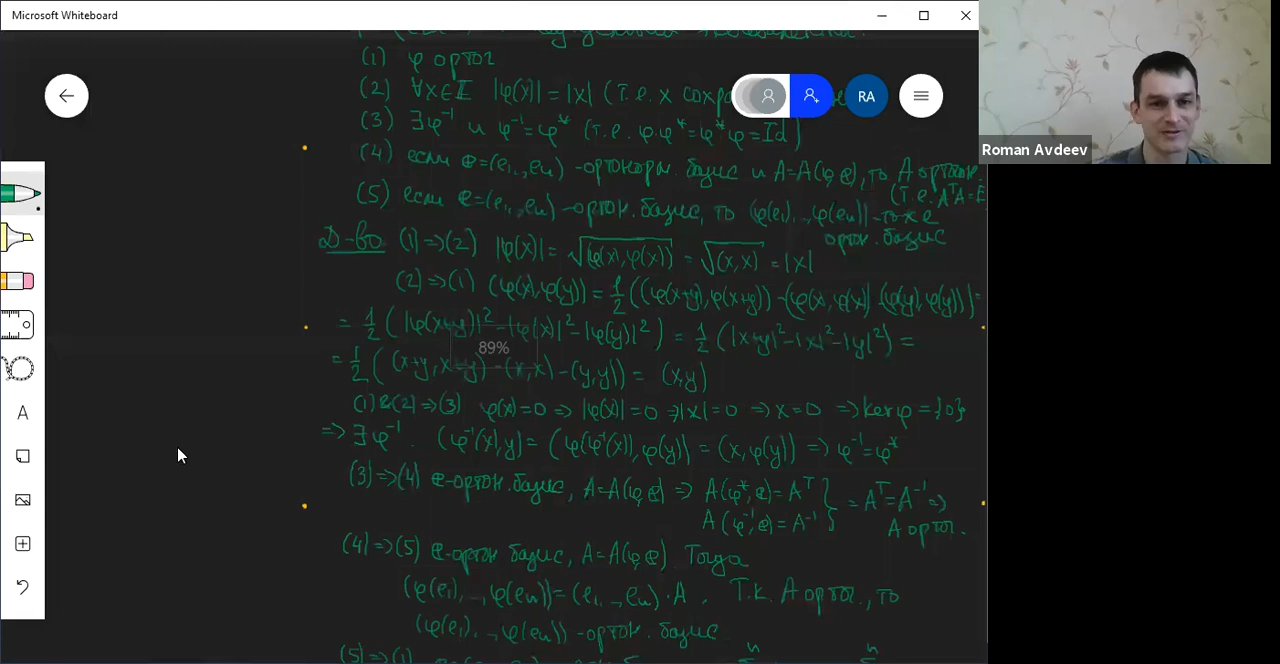 Microsoft Whiteboard
(1) φ ортог
(2) ∀x∈E |φ(x)| = |x| (т.е. х
RA
(3) ∃φ⁻¹ и φ⁻¹=φ* (т.е. φ·φ*=φ*φ=Id)
Roman Avdeev
(4) если e=(e₁,..,eₙ) -ортонорм. базис и A=A(φ,e), то A ортогон.
(т.е. AᵀA=E
(5) если e=(e₁,..,eₙ) -ортон. базис, то (φ(e₁),..,φ(eₙ)) -тоже
ортон. базис
Д-во (1)=>(2) |φ(x)| = √(φ(x),φ(x)) = √(x,x) = |x|
(2)=>(1) (φ(x),φ(y)) = 1/2 ((φ(x+y),φ(x+y)) -(φ(x),φ(x)) -(φ(y),φ(y))) =
= 1/2 ( |φ(x+y)|² - |φ(x)|² - |φ(y)|² ) = 1/2 ( |x+y|² - |x|² - |y|² ) =
89%
= 1/2 ( (x+y,x+y) - (x,x) - (y,y) ) = (x,y)
(1)&(2)=>(3) φ(x)=0 => |φ(x)|=0 => |x|=0 => x=0 => kerφ={0}
=> ∃φ⁻¹. (φ⁻¹(x),y) = (φ(φ⁻¹(x)),φ(y)) = (x,φ(y)) => φ⁻¹=φ*
(3)=>(4) e-ортон. базис, A=A(φ,e) => A(φ*,e)=Aᵀ } = Aᵀ=A⁻¹ =>
A(φ⁻¹,e)=A⁻¹ } A ортог.
(4)=>(5) e-ортон базис, A=A(φ,e). Тогда
(φ(e₁),..,φ(eₙ)) = (e₁,..,eₙ)·A. Т.к. A ортог., то
(φ(e₁),..,φ(eₙ)) -ортон. базис
(5)=>(1)